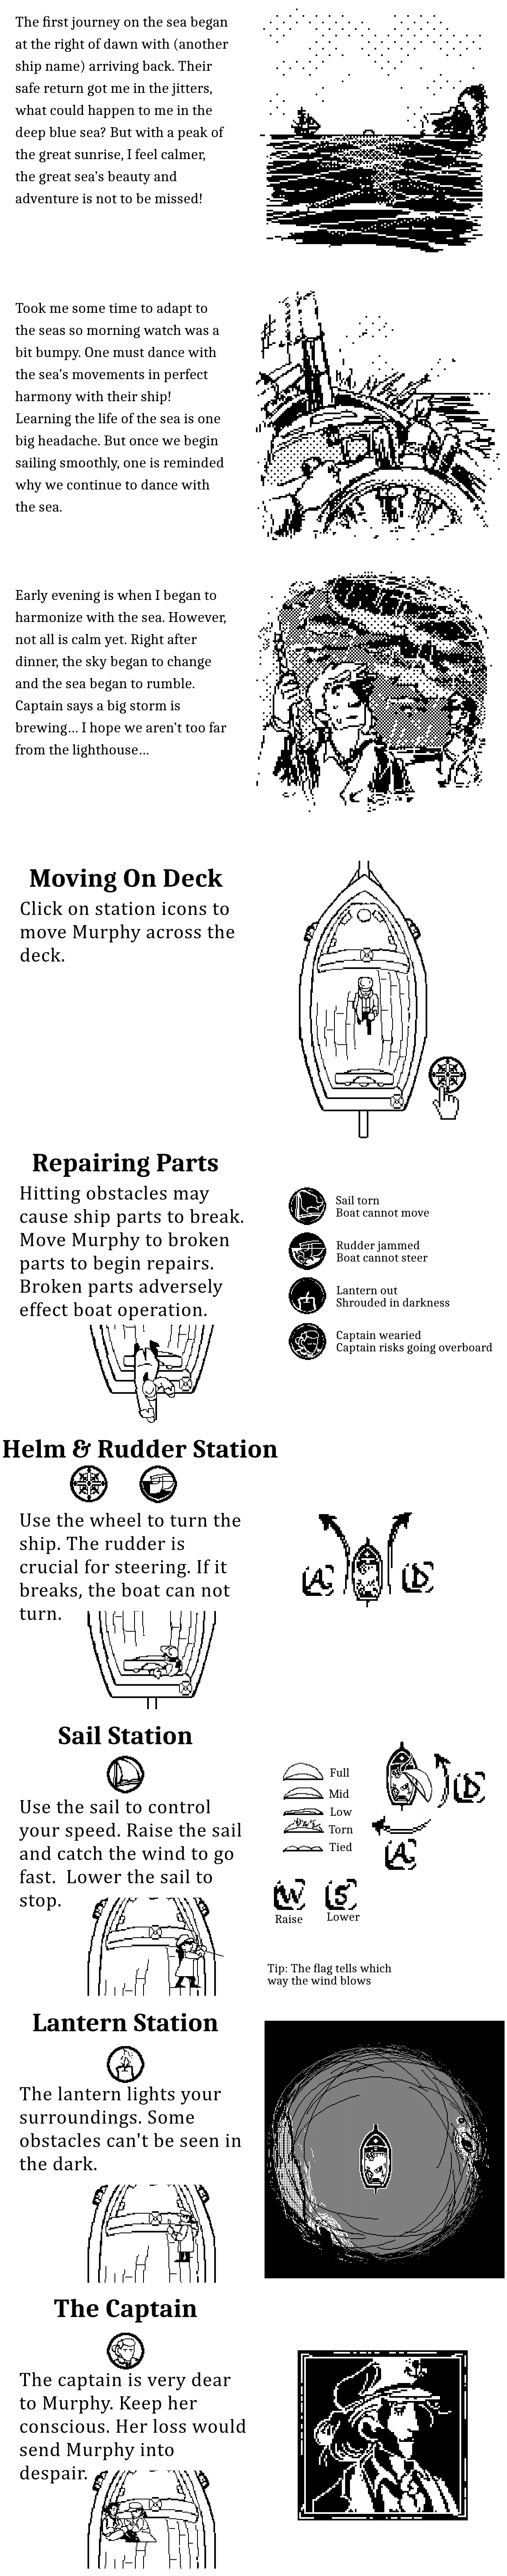 The first journey on the sea began
at the right of dawn with (another
ship name) arriving back. Their
safe return got me in the jitters,
what could happen to me in the
deep blue sea? But with a peak of
the great sunrise, I feel calmer,
the great sea's beauty and
adventure is not to be missed!
Took me some time to adapt to
the seas so morning watch was a
bit bumpy. One must dance with
the sea's movements in perfect
harmony with their ship!
Learning the life of the sea is one
big headache. But once we begin
sailing smoothly, one is reminded
why we continue to dance with
the sea.
Early evening is when I began to
harmonize with the sea. However,
not all is calm yet. Right after
dinner, the sky began to change
and the sea began to rumble.
Captain says a big storm is
brewing... I hope we aren't too far
from the lighthouse...
Moving On Deck
Click on station icons to
move Murphy across the
deck.
Repairing Parts
Hitting obstacles may
cause ship parts to break.
Move Murphy to broken
parts to begin repairs.
Broken parts adversely
effect boat operation.
Sail torn
Boat cannot move
Rudder jammed
Boat cannot steer
Lantern out
Shrouded in darkness
Captain wearied
Captain risks going overboard
Helm & Rudder Station
Use the wheel to turn the
ship. The rudder is
crucial for steering. If it
breaks, the boat can not
turn.
A
D
Sail Station
Use the sail to control
your speed. Raise the sail
and catch the wind to go
fast. Lower the sail to
stop.
Full
Mid
Low
Torn
Tied
D
A
W
S
Raise
Lower
Tip: The flag tells which
way the wind blows
Lantern Station
The lantern lights your
surroundings. Some
obstacles can't be seen in
the dark.
The Captain
The captain is very dear
to Murphy. Keep her
conscious. Her loss would
send Murphy into
despair.